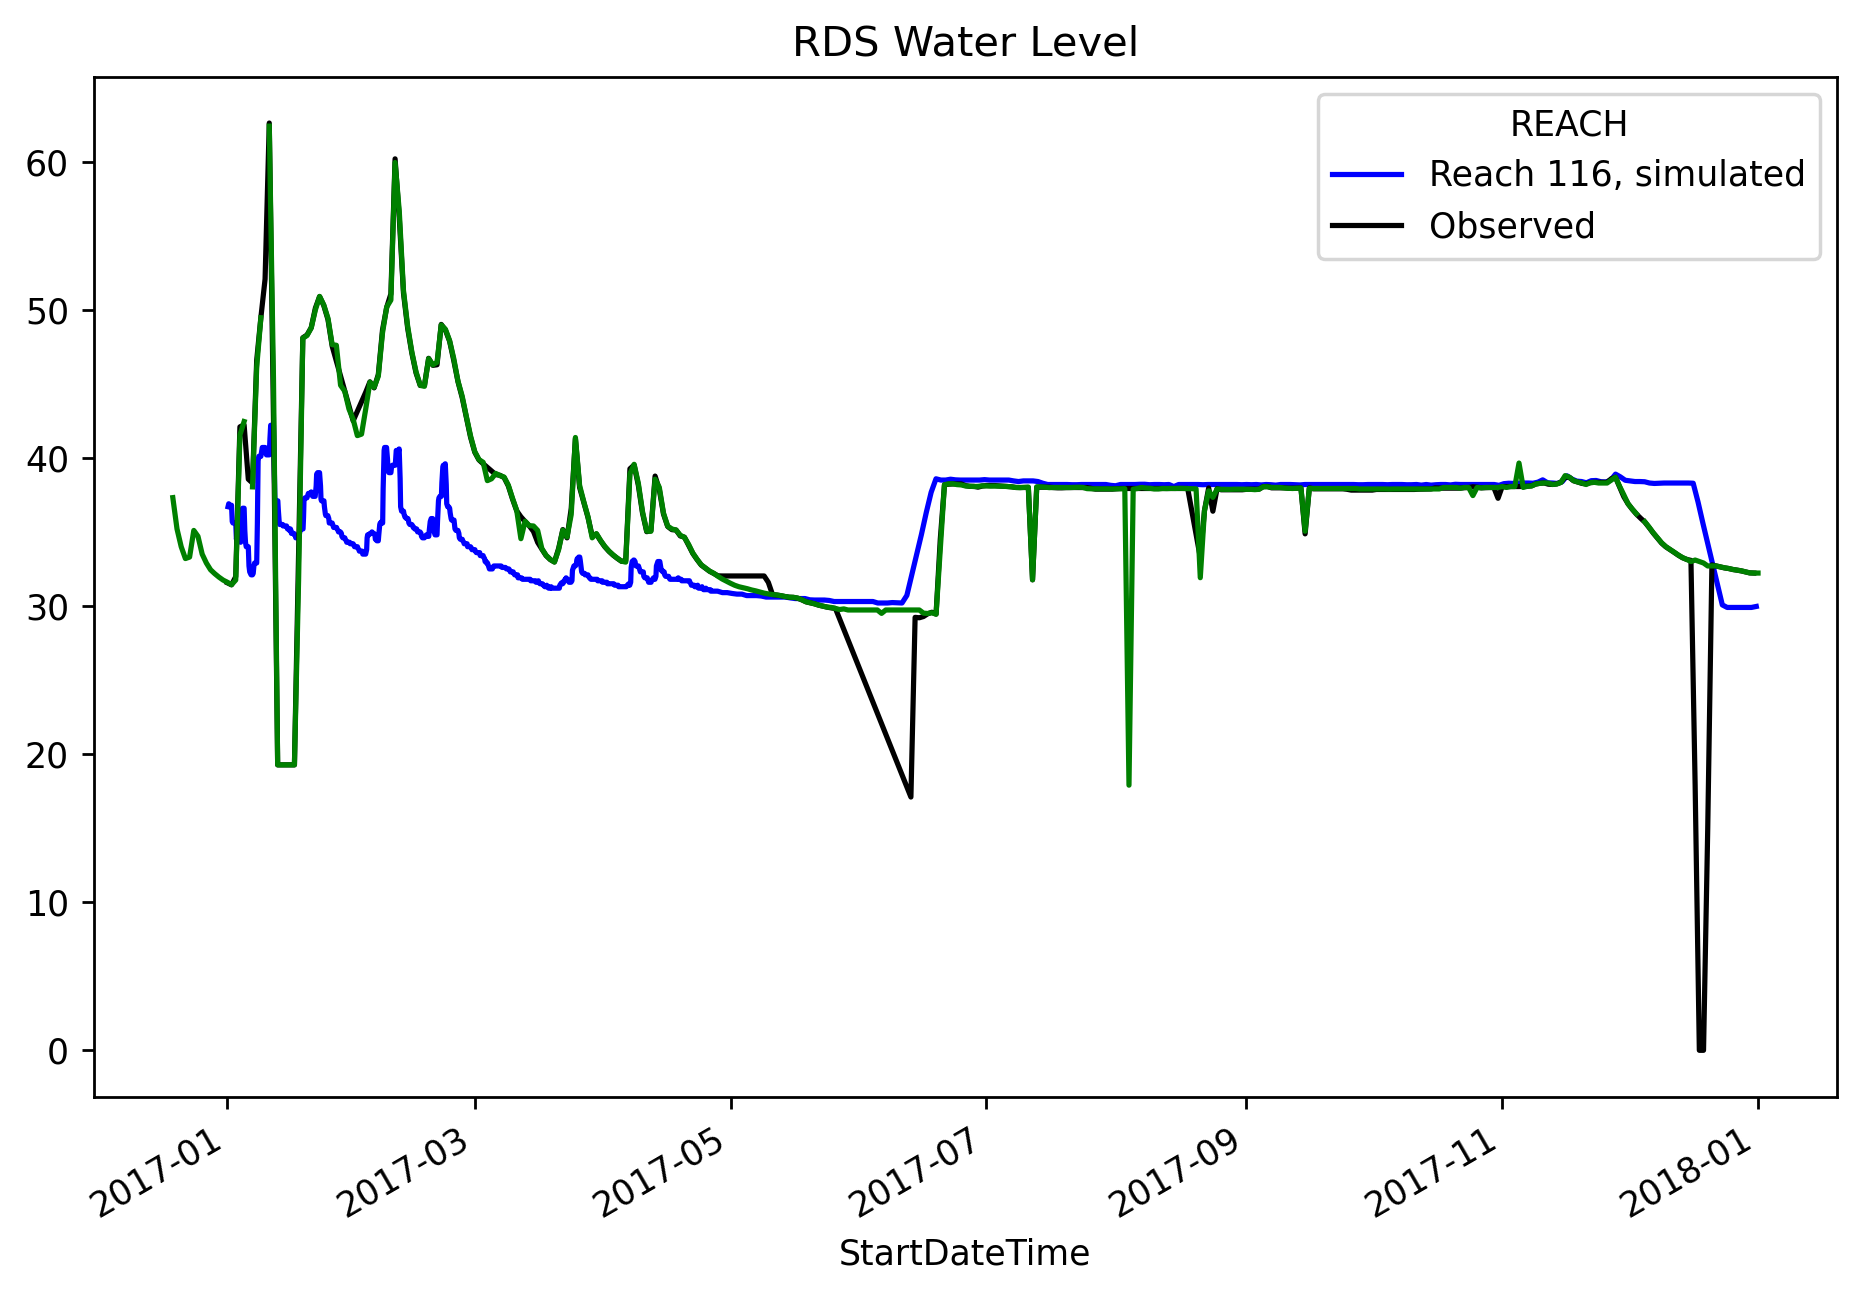 RDS Water Level
REACH
Reach 116, simulated
Observed
60
50
40
30
20
10
0
2017-01
2017-03
2017-05
2017-07
2017-09
2017-11
2018-01
StartDateTime